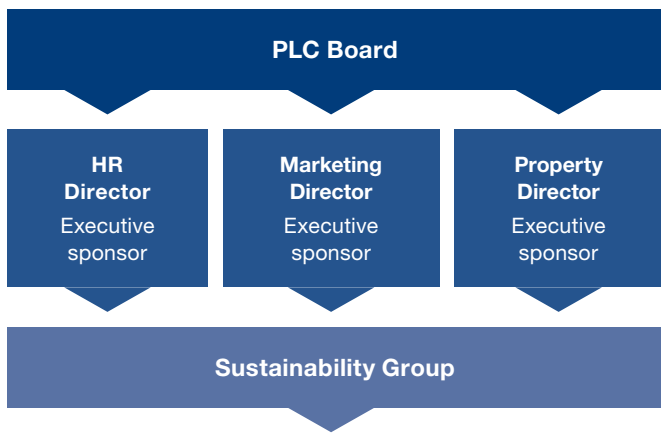 PLC Board
HR
Director
Executive
sponsor
Marketing
Director
Executive
sponsor
Property
Director
Executive
sponsor
Sustainability Group